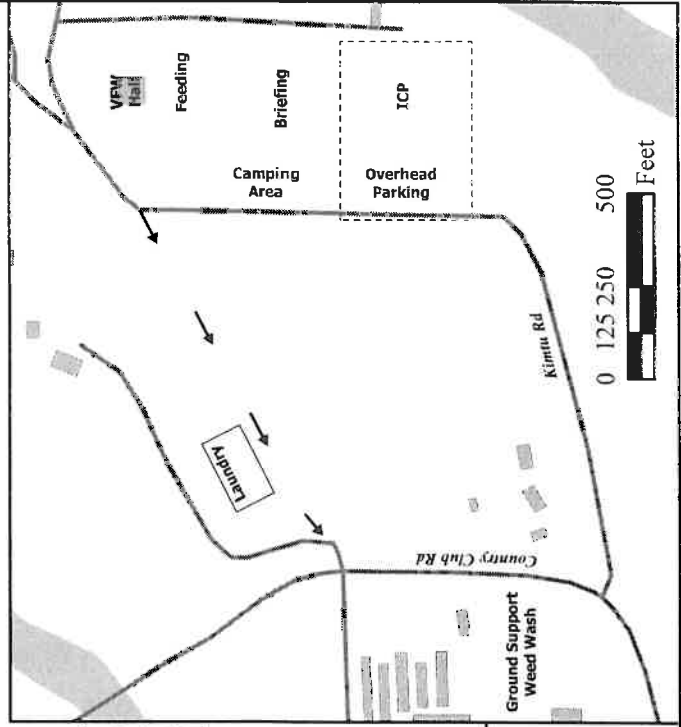 VFW
Hall
Feeding
Briefing
ICP
Camping
Area
Overhead
Parking
Laundry
Kimtu Rd
Country Club Rd
Ground Support
Weed Wash
0 125 250 500
Feet